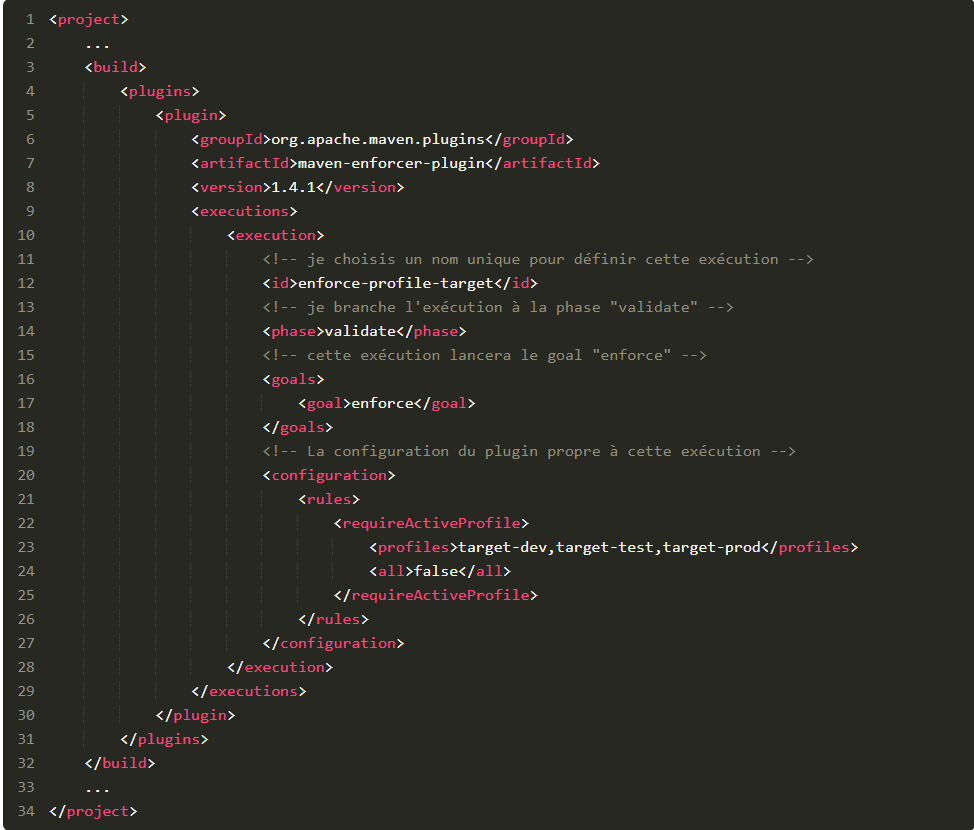 1 <project>
2     ...
3     <build>
4         <plugins>
5             <plugin>
6                 <groupId>org.apache.maven.plugins</groupId>
7                 <artifactId>maven-enforcer-plugin</artifactId>
8                 <version>1.4.1</version>
9                 <executions>
10                     <execution>
11                         <!-- je choisis un nom unique pour définir cette exécution -->
12                         <id>enforce-profile-target</id>
13                         <!-- je branche l'exécution à la phase "validate" -->
14                         <phase>validate</phase>
15                         <!-- cette exécution lancera le goal "enforce" -->
16                         <goals>
17                             <goal>enforce</goal>
18                         </goals>
19                         <!-- La configuration du plugin propre à cette exécution -->
20                         <configuration>
21                             <rules>
22                                 <requireActiveProfile>
23                                     <profiles>target-dev,target-test,target-prod</profiles>
24                                     <all>false</all>
25                                 </requireActiveProfile>
26                             </rules>
27                         </configuration>
28                     </execution>
29                 </executions>
30             </plugin>
31         </plugins>
32     </build>
33     ...
34 </project>